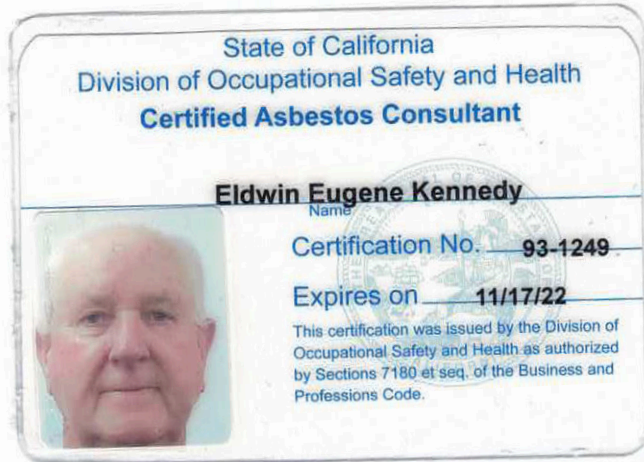 State of California
Division of Occupational Safety and Health
Certified Asbestos Consultant
Eldwin Eugene Kennedy
Name
Certification No. 93-1249
Expires on 11/17/22
This certification was issued by the Division of
Occupational Safety and Health as authorized
by Sections 7180 et seq. of the Business and
Professions Code.